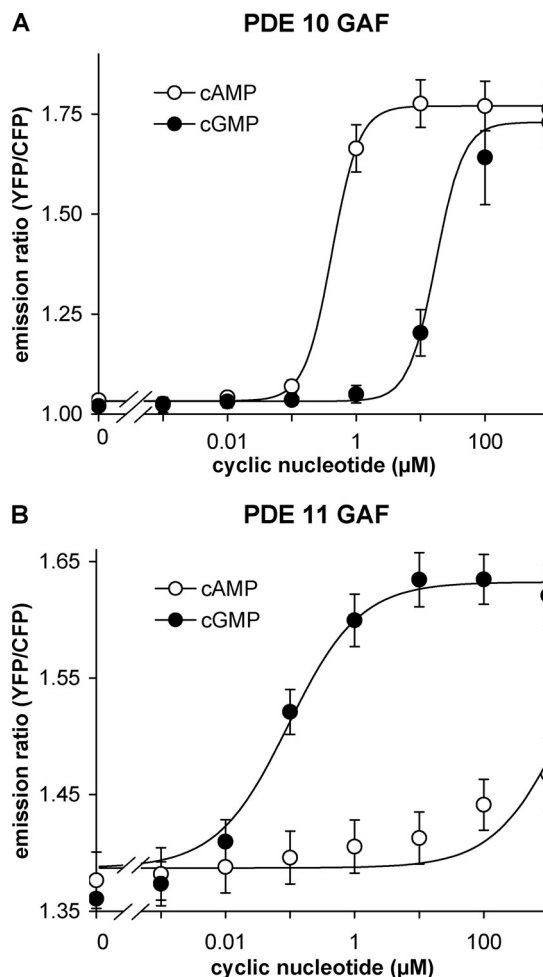 A
PDE 10 GAF
cAMP
cGMP
1.75
1.50
1.25
1.00
emission ratio (YFP/CFP)
0
0.01
1
100
cyclic nucleotide (µM)
B
PDE 11 GAF
cAMP
cGMP
1.65
1.55
1.45
1.35
emission ratio (YFP/CFP)
0
0.01
1
100
cyclic nucleotide (µM)